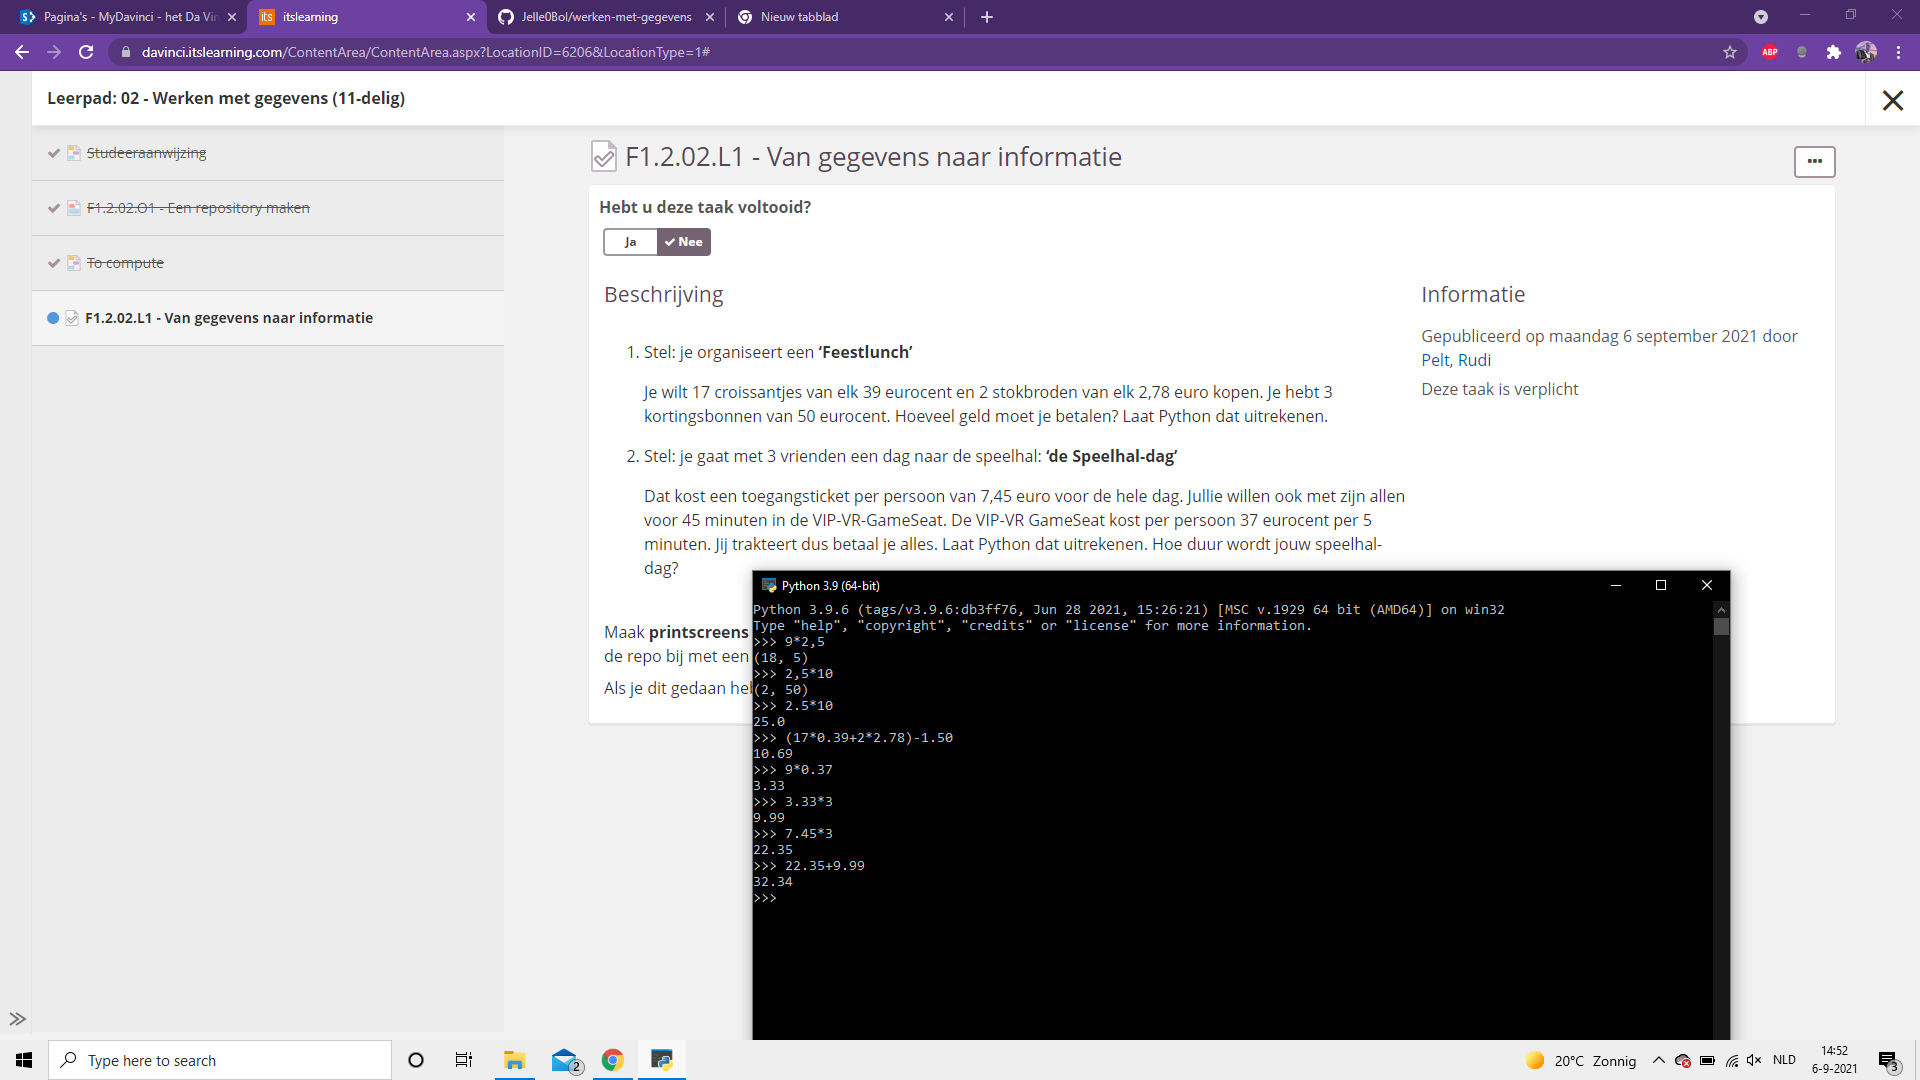 Pagina's - MyDavinci - het Da Vin
itslearning
Jelle0Bol/werken-met-gegevens
Nieuw tabblad
davinci.itslearning.com/ContentArea/ContentArea.aspx?LocationID=6206&LocationType=1#
ABP
Leerpad: 02 - Werken met gegevens (11-delig)
Studeeraanwijzing
F1.2.02.O1 - Een repository maken
To compute
F1.2.02.L1 - Van gegevens naar informatie
F1.2.02.L1 - Van gegevens naar informatie
Hebt u deze taak voltooid?
Ja Nee
Beschrijving
1. Stel: je organiseert een ‘Feestlunch’
Je wilt 17 croissantjes van elk 39 eurocent en 2 stokbroden van elk 2,78 euro kopen. Je hebt 3
kortingsbonnen van 50 eurocent. Hoeveel geld moet je betalen? Laat Python dat uitrekenen.
2. Stel: je gaat met 3 vrienden een dag naar de speelhal: ‘de Speelhal-dag’
Dat kost een toegangsticket per persoon van 7,45 euro voor de hele dag. Jullie willen ook met zijn allen
voor 45 minuten in de VIP-VR-GameSeat. De VIP-VR GameSeat kost per persoon 37 eurocent per 5
minuten. Jij trakteert dus betaal je alles. Laat Python dat uitrekenen. Hoe duur wordt jouw speelhal-
dag?
Maak printscreens
de repo bij met een
Als je dit gedaan heb
Informatie
Gepubliceerd op maandag 6 september 2021 door
Pelt, Rudi
Deze taak is verplicht
Python 3.9 (64-bit)
Python 3.9.6 (tags/v3.9.6:db3ff76, Jun 28 2021, 15:26:21) [MSC v.1929 64 bit (AMD64)] on win32
Type "help", "copyright", "credits" or "license" for more information.
>>> 9*2,5
(18, 5)
>>> 2,5*10
(2, 50)
>>> 2.5*10
25.0
>>> (17*0.39+2*2.78)-1.50
10.69
>>> 9*0.37
3.33
>>> 3.33*3
9.99
>>> 7.45*3
22.35
>>> 22.35+9.99
32.34
>>>
Type here to search
2
20°C Zonnig
NLD
14:52
6-9-2021
3